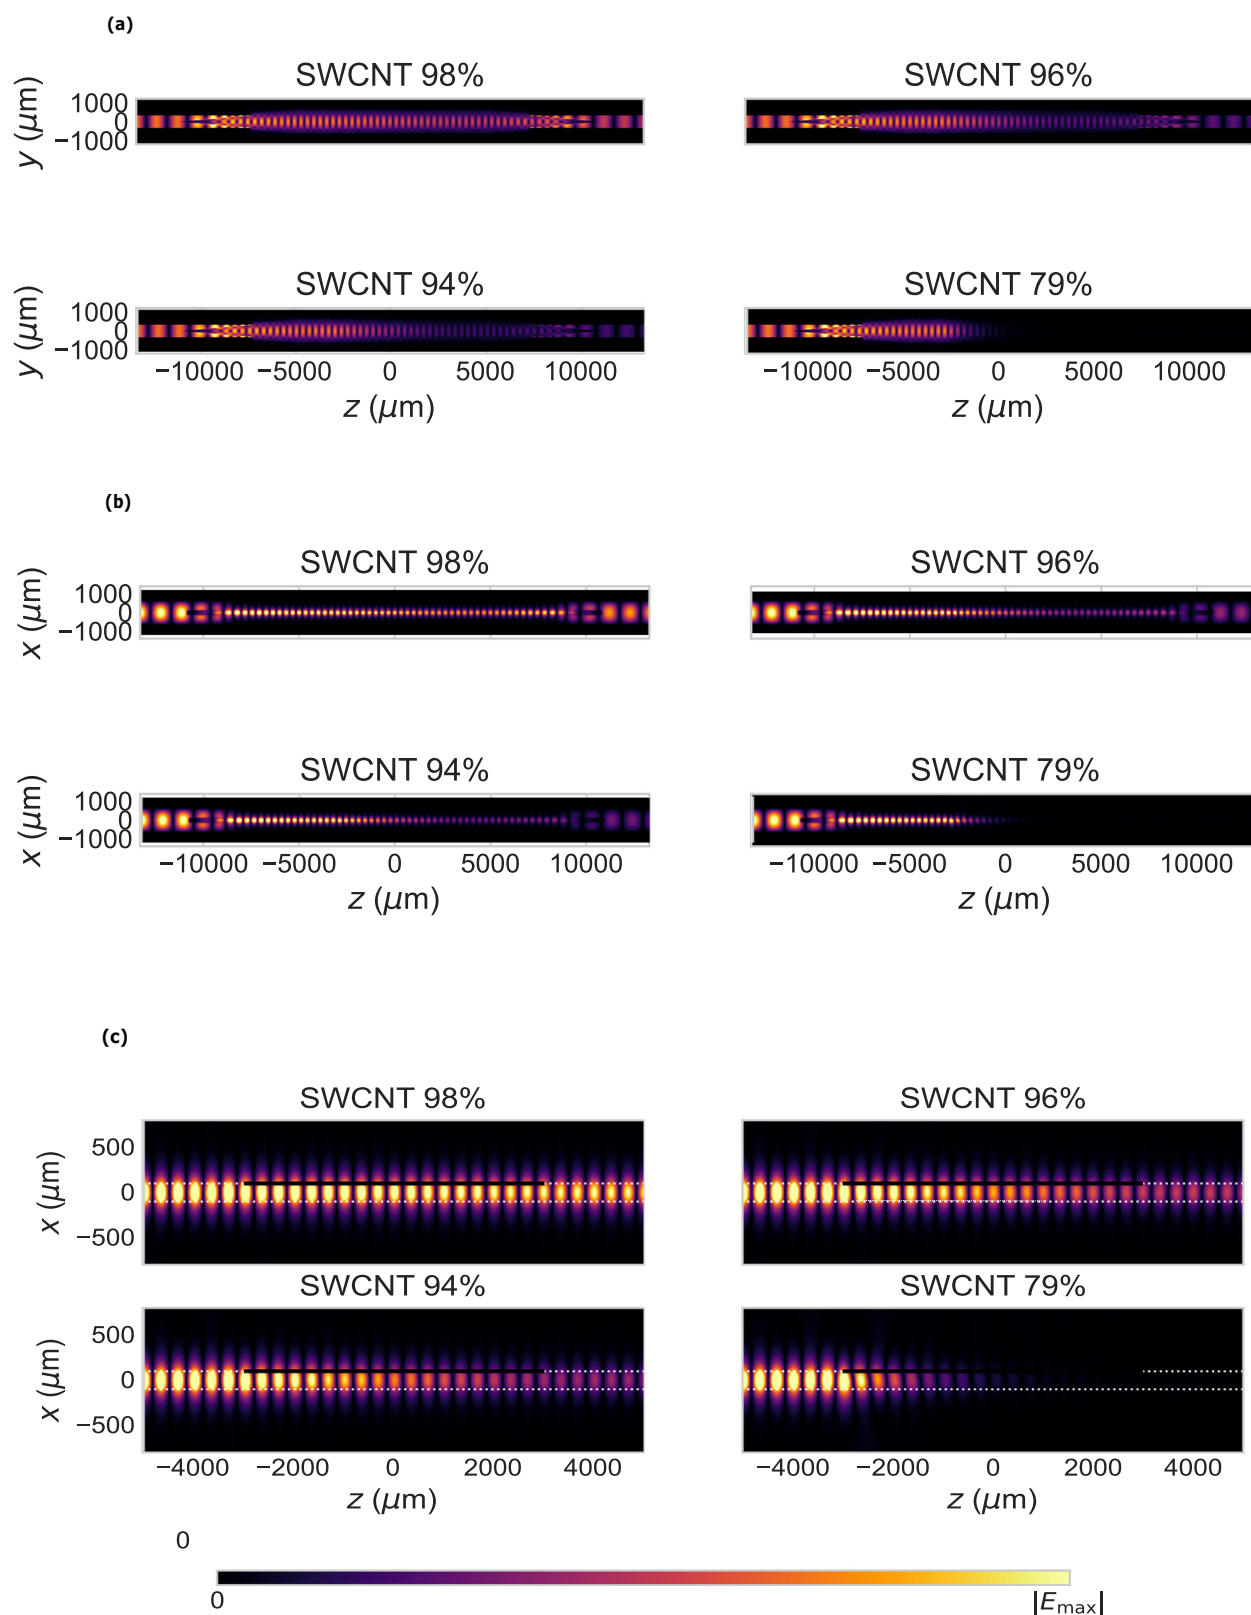 (a)
SWCNT 98%
SWCNT 96%
1000
0
−1000
y (μm)
SWCNT 94%
SWCNT 79%
1000
0
−1000
y (μm)
−10000 −5000 0 5000 10000
−10000 −5000 0 5000 10000
z (μm)
z (μm)
(b)
SWCNT 98%
SWCNT 96%
1000
0
−1000
x (μm)
SWCNT 94%
SWCNT 79%
1000
0
−1000
x (μm)
−10000 −5000 0 5000 10000
−10000 −5000 0 5000 10000
z (μm)
z (μm)
(c)
SWCNT 98%
SWCNT 96%
500
0
−500
x (μm)
SWCNT 94%
SWCNT 79%
500
0
−500
x (μm)
−4000 −2000 0 2000 4000
−4000 −2000 0 2000 4000
z (μm)
z (μm)
0
0
|E_max|